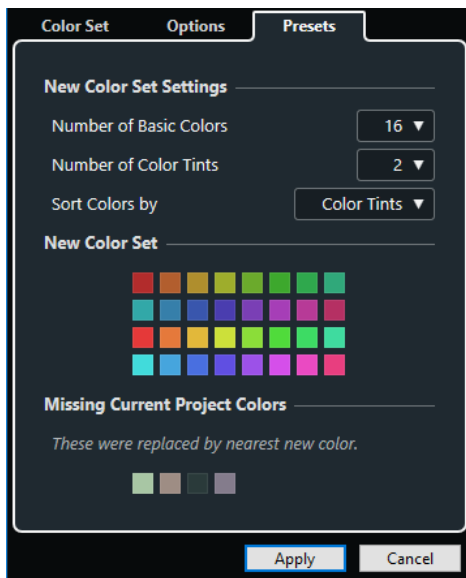 Color Set Options Presets
New Color Set Settings
Number of Basic Colors 16
Number of Color Tints 2
Sort Colors by Color Tints
New Color Set
Missing Current Project Colors
These were replaced by nearest new color.
Apply Cancel